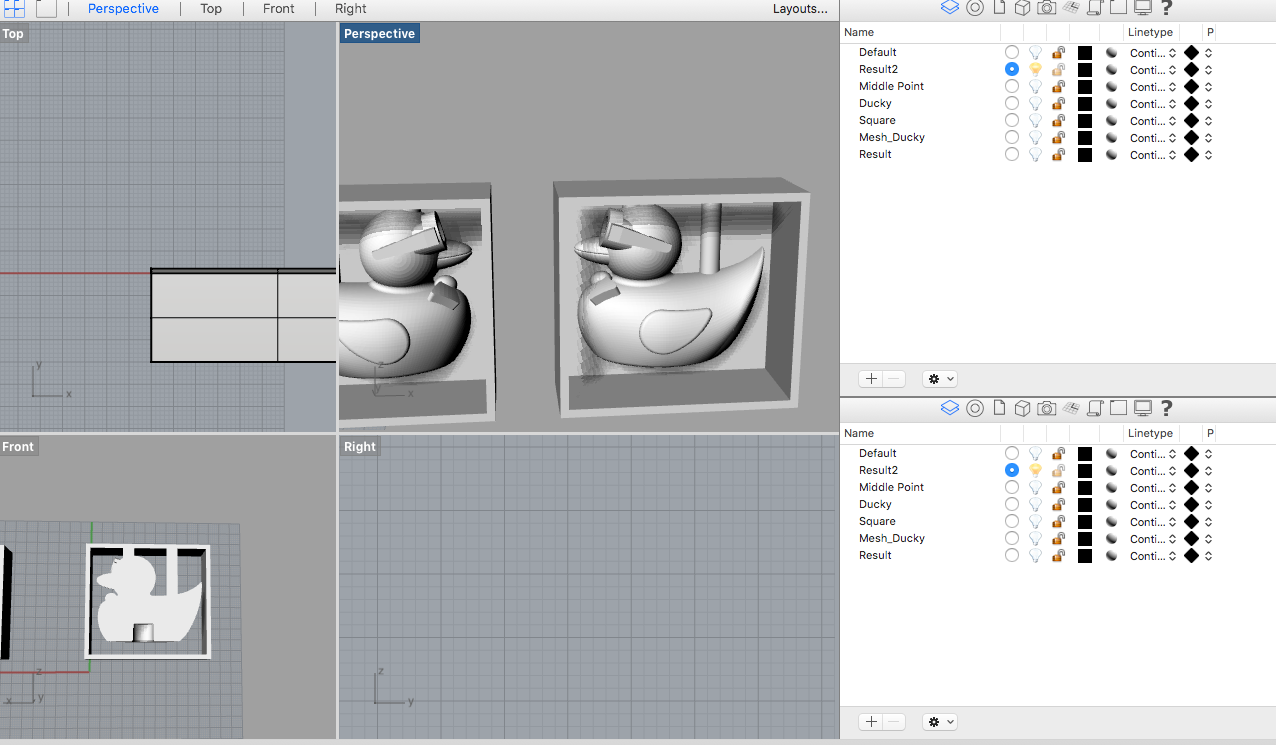 Perspective | Top | Front | Right Layouts...
Top
Perspective
y
x
z
y
x
Front
z
x
y
Right
z
y
?
Name Linetype P
Default Conti...
Result2 Conti...
Middle Point Conti...
Ducky Conti...
Square Conti...
Mesh_Ducky Conti...
Result Conti...
?
Name Linetype P
Default Conti...
Result2 Conti...
Middle Point Conti...
Ducky Conti...
Square Conti...
Mesh_Ducky Conti...
Result Conti...